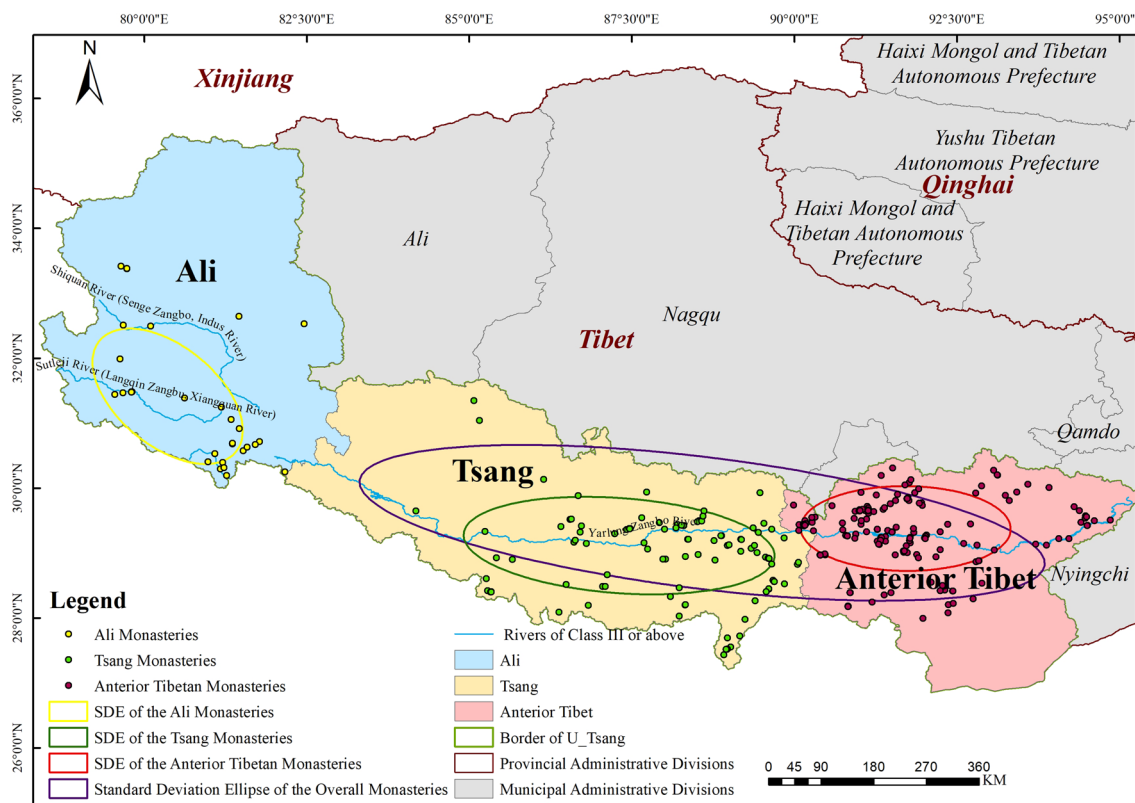 80°0'0"E 82°30'0"E 85°0'0"E 87°30'0"E 90°0'0"E 92°30'0"E 95°0'0"E
N
36°0'0"N
34°0'0"N
32°0'0"N
30°0'0"N
28°0'0"N
26°0'0"N
Xinjiang
Haixi Mongol and Tibetan
Autonomous Prefecture
Yushu Tibetan
Autonomous Prefecture
Qinghai
Haixi Mongol and
Tibetan Autonomous
Prefecture
Ali
Ali
Shiquan River (Senge Zangbo, Indus River)
Nagqu
Tibet
Sutleji River (Langqin Zangbu, Xiangquan River)
Qamdo
Tsang
Yarlung Zangbo River
Anterior Tibet
Nyingchi
Legend
Ali Monasteries
Tsang Monasteries
Anterior Tibetan Monasteries
SDE of the Ali Monasteries
SDE of the Tsang Monasteries
SDE of the Anterior Tibetan Monasteries
Standard Deviation Ellipse of the Overall Monasteries
Rivers of Class III or above
Ali
Tsang
Anterior Tibet
Border of U_Tsang
Provincial Administrative Divisions
Municipal Administrative Divisions
0 45 90 180 270 360
KM